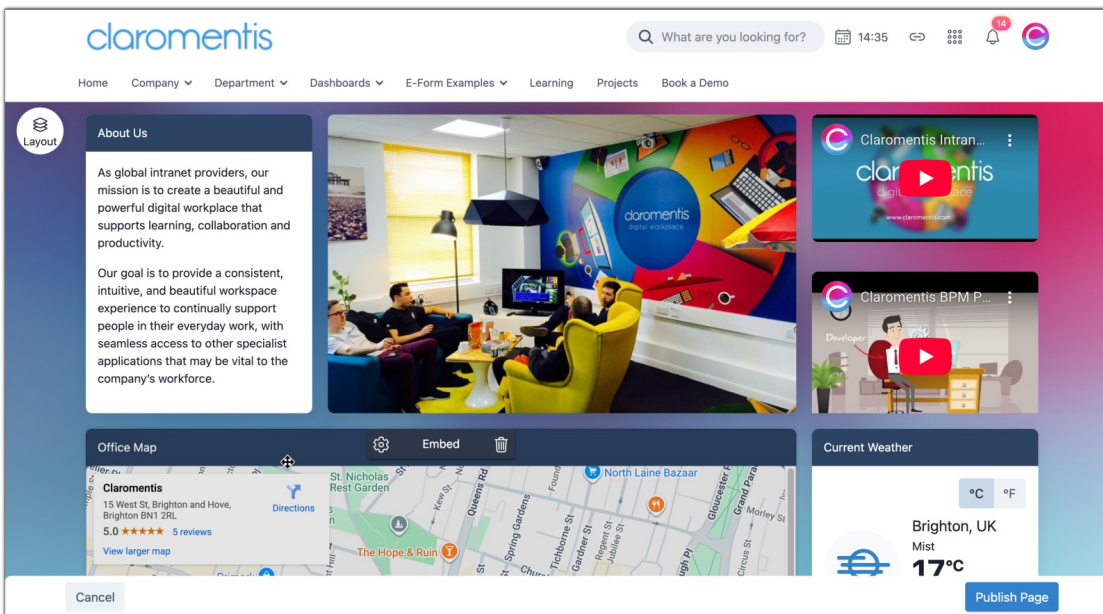 claromentis
What are you looking for?
14:35
14
Home Company Department Dashboards E-Form Examples Learning Projects Book a Demo
Layout
About Us
As global intranet providers, our
mission is to create a beautiful and
powerful digital workplace that
supports learning, collaboration and
productivity.
Our goal is to provide a consistent,
intuitive, and beautiful workspace
experience to continually support
people in their everyday work, with
seamless access to other specialist
applications that may be vital to the
company's workforce.
claromentis
digital workplace
Claromentis Intran...
www.claromentis.com
Claromentis BPM P...
Developer
Office Map
Embed
Claromentis
15 West St, Brighton and Hove,
Brighton BN1 2RL
5.0 ★★★★★ 5 reviews
View larger map
Directions
St. Nicholas
Rest Garden
Kew St
Queens Rd
Spring Gardens
Tichborne St
Gardner St
Regent St
Jubilee St
North Laine Bazaar
Gloucester
Grand Para
Morley St
Circus St
The Hope & Ruin
Current Weather
°C °F
Brighton, UK
Mist
17°C
Cancel
Publish Page